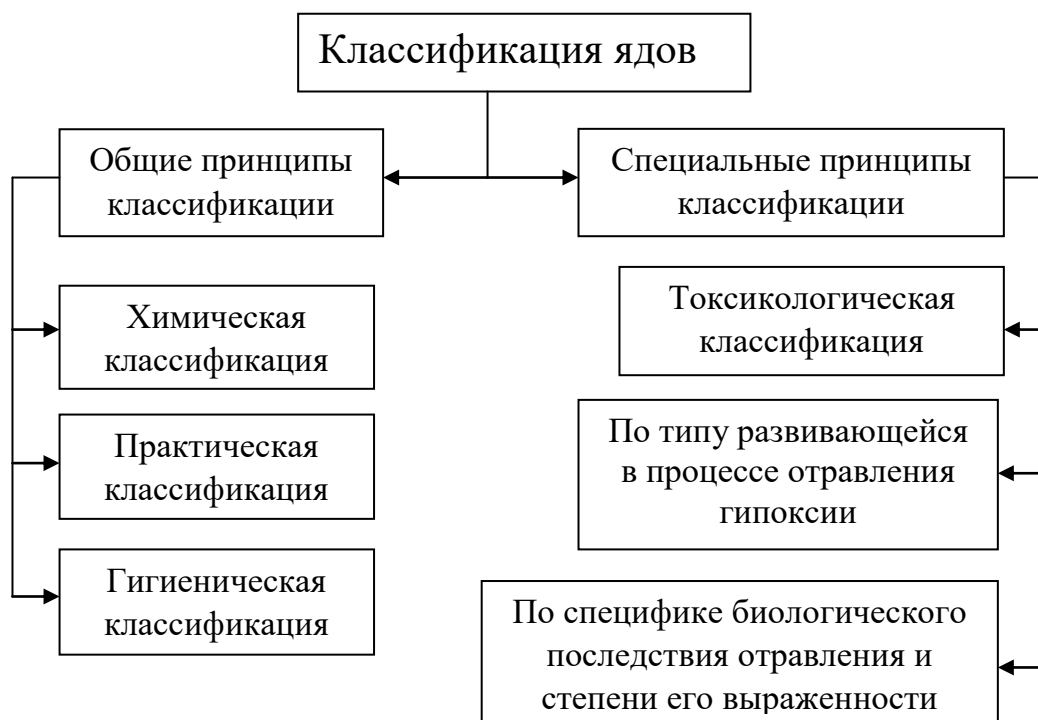 Классификация ядов
Общие принципы
классификации
Специальные принципы
классификации
Химическая
классификация
Практическая
классификация
Гигиеническая
классификация
Токсикологическая
классификация
По типу развивающейся
в процессе отравления
гипоксии
По специфике биологического
последствия отравления и
степени его выраженности